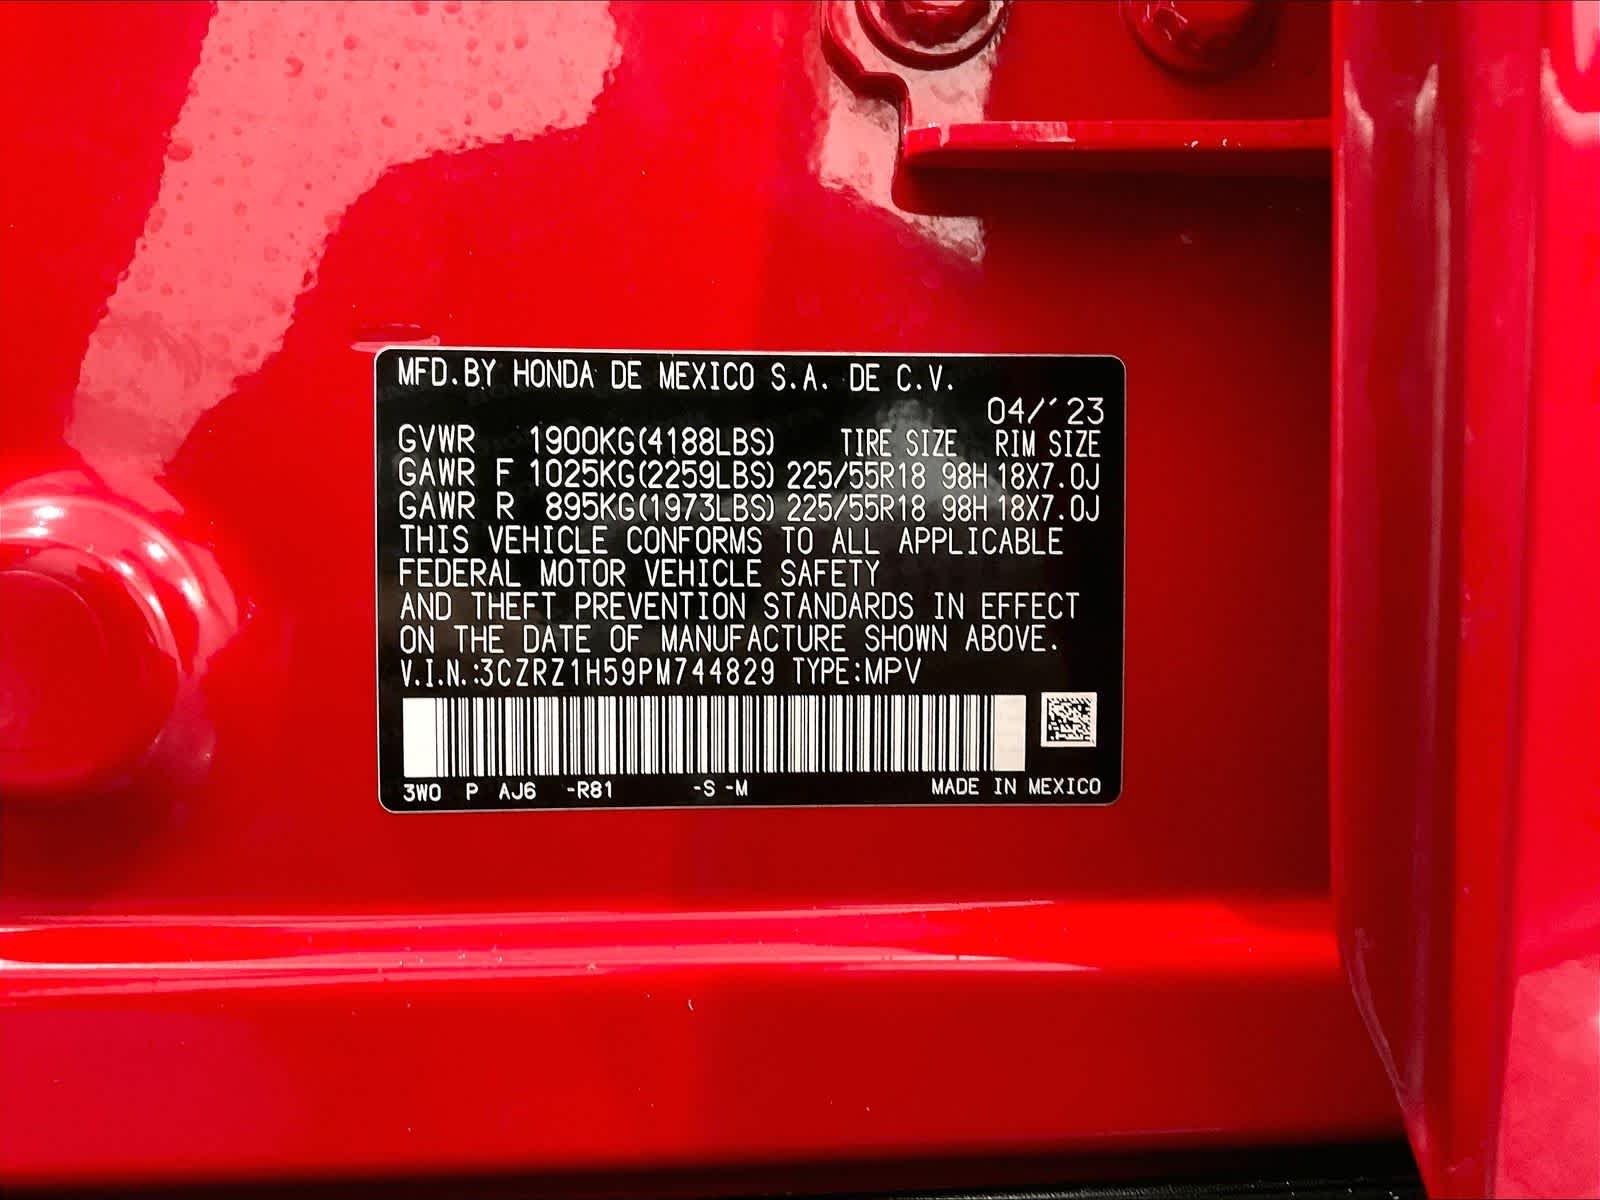 MFD.BY HONDA DE MEXICO S.A. DE C.V.
04/´23
GVWR 1900KG(4188LBS) TIRE SIZE RIM SIZE
GAWR F 1025KG(2259LBS) 225/55R18 98H 18X7.0J
GAWR R 895KG(1973LBS) 225/55R18 98H 18X7.0J
THIS VEHICLE CONFORMS TO ALL APPLICABLE
FEDERAL MOTOR VEHICLE SAFETY
AND THEFT PREVENTION STANDARDS IN EFFECT
ON THE DATE OF MANUFACTURE SHOWN ABOVE.
V.I.N.:3CZRZ1H59PM744829 TYPE:MPV
3W0 P AJ6 -R81 -S -M MADE IN MEXICO